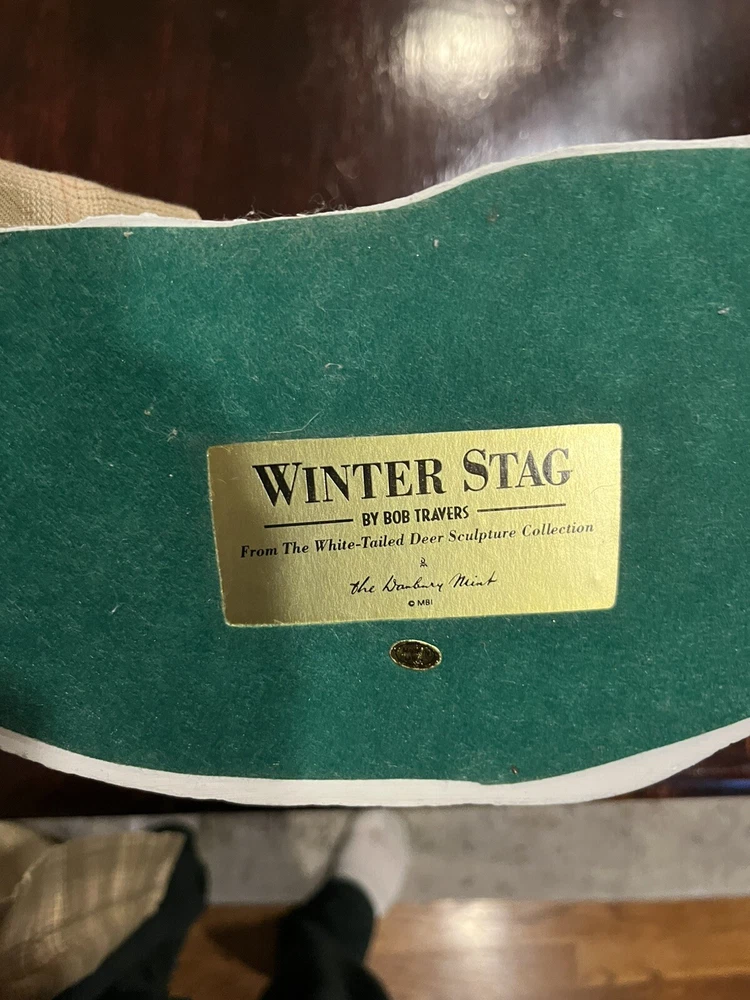 WINTER STAG
BY BOB TRAVERS
From The White-Tailed Deer Sculpture Collection
The Danbury Mint
© MBI